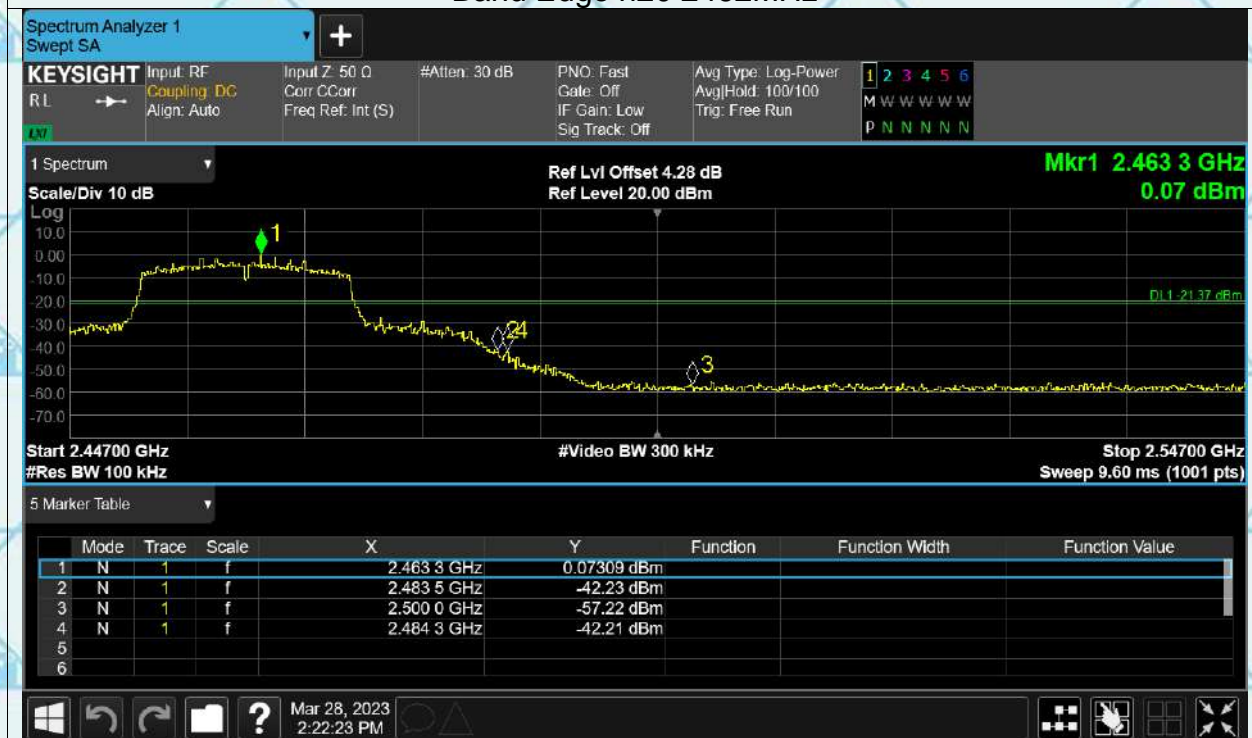 Spectrum Analyzer 1
Swept SA
+
KEYSIGHT
RL
LXI
Input: RF
Coupling: DC
Align: Auto
Input Z: 50 Ω
Corr CCorr
Freq Ref: Int (S)
#Atten: 30 dB
PNO: Fast
Gate: Off
IF Gain: Low
Sig Track: Off
Avg Type: Log-Power
Avg|Hold: 100/100
Trig: Free Run
1 2 3 4 5 6
M W W W W W
P N N N N N
1 Spectrum
Scale/Div 10 dB
Ref Lvl Offset 4.28 dB
Ref Level 20.00 dBm
Mkr1 2.463 3 GHz
0.07 dBm
Log
10.0
0.00
-10.0
-20.0
-30.0
-40.0
-50.0
-60.0
-70.0
1
24
3
DL1 -21.37 dBm
Start 2.44700 GHz
#Res BW 100 kHz
#Video BW 300 kHz
Stop 2.54700 GHz
Sweep 9.60 ms (1001 pts)
5 Marker Table
Mode Trace Scale X Y Function Function Width Function Value
1 N 1 f 2.463 3 GHz 0.07309 dBm
2 N 1 f 2.483 5 GHz -42.23 dBm
3 N 1 f 2.500 0 GHz -57.22 dBm
4 N 1 f 2.484 3 GHz -42.21 dBm
5
6
?
Mar 28, 2023
2:22:23 PM